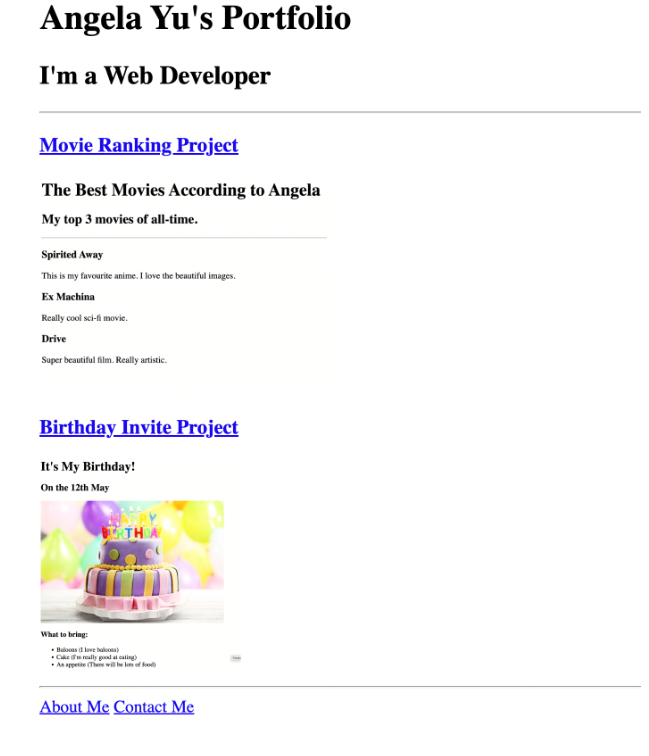 Angela Yu's Portfolio
I'm a Web Developer
Movie Ranking Project
The Best Movies According to Angela
My top 3 movies of all-time.
Spirited Away
This is my favourite anime. I love the beautiful images.
Ex Machina
Really cool sci-fi movie.
Drive
Super beautiful film. Really artistic.
Birthday Invite Project
It's My Birthday!
On the 12th May
HAPPY
BIRTHDAY
What to bring:
• Baloons (I love baloons)
• Cake (I'm really good at eating)
• An appetite (There will be lots of food)
About Me Contact Me